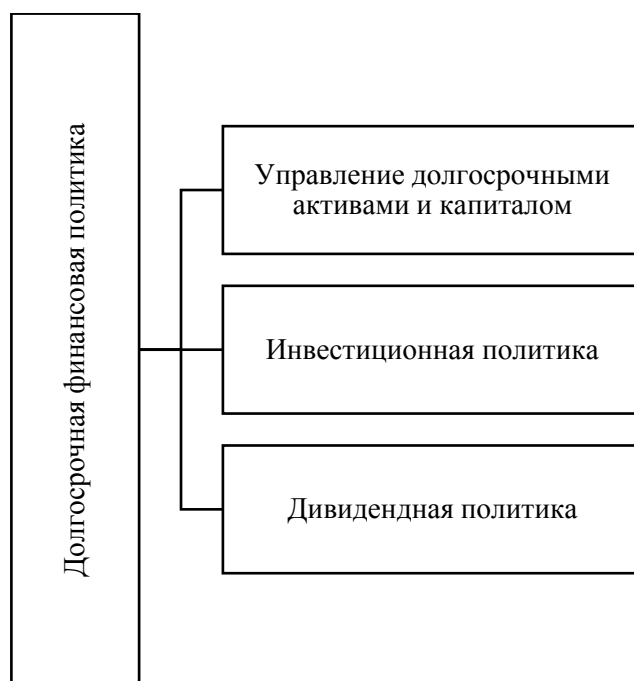 Долгосрочная финансовая политика
Управление долгосрочными
активами и капиталом
Инвестиционная политика
Дивидендная политика